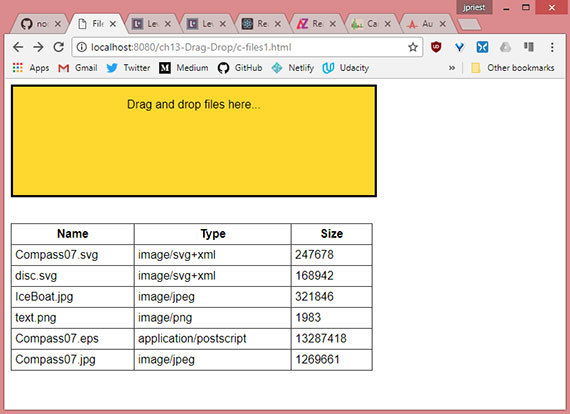 jpriest
no
File
Le
Le
Re
Re
Ca
Au
localhost:8080/ch13-Drag-Drop/c-files1.html
Apps Gmail Twitter Medium GitHub Netlify Udacity » Other bookmarks
Drag and drop files here...
Name Type Size
Compass07.svg image/svg+xml 247678
disc.svg image/svg+xml 168942
IceBoat.jpg image/jpeg 321846
text.png image/png 1983
Compass07.eps application/postscript 13287418
Compass07.jpg image/jpeg 1269661